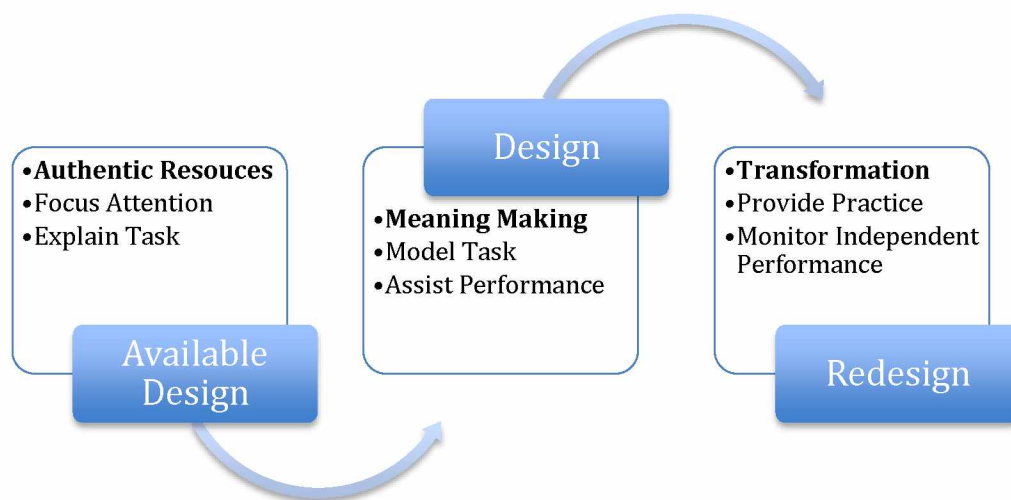 •Authentic Resouces
•Focus Attention
•Explain Task
Available
Design
Design
•Meaning Making
•Model Task
•Assist Performance
•Transformation
•Provide Practice
•Monitor Independent
Performance
Redesign